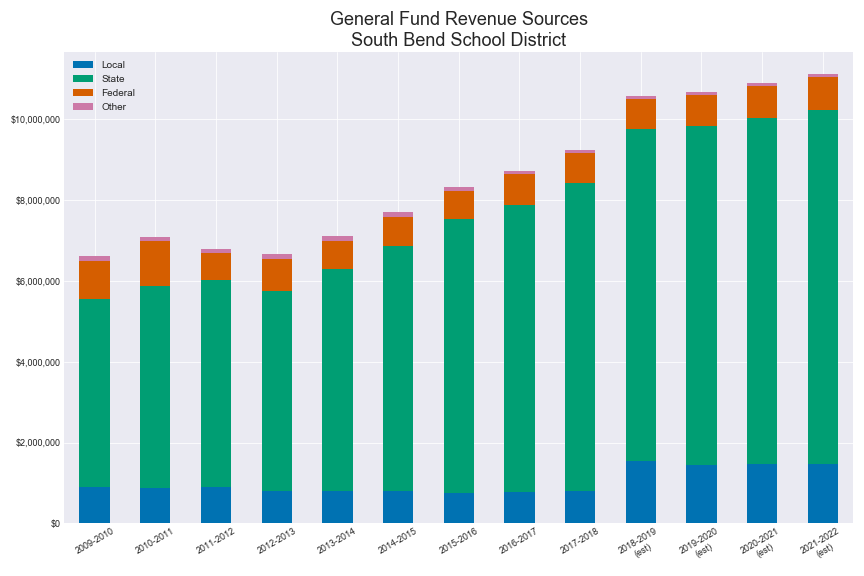 General Fund Revenue Sources
South Bend School District
Local
State
Federal
Other
$10,000,000
$8,000,000
$6,000,000
$4,000,000
$2,000,000
$0
2009-2010
2010-2011
2011-2012
2012-2013
2013-2014
2014-2015
2015-2016
2016-2017
2017-2018
2018-2019
(est)
2019-2020
(est)
2020-2021
(est)
2021-2022
(est)